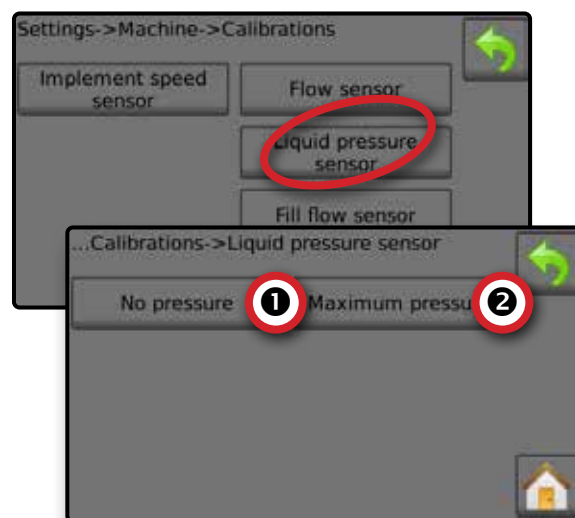 Settings->Machine->Calibrations
Implement speed
sensor
Flow sensor
Liquid pressure
sensor
Fill flow sensor
...Calibrations->Liquid pressure sensor
No pressure
1
Maximum
2